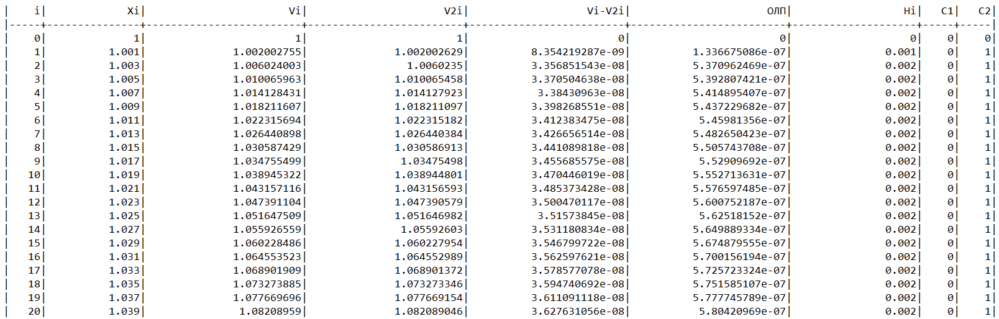 |    i|             Xi|                       Vi|                      V2i|                   Vi-V2i|                      ОЛП|                 Hi|   C1|   C2|
|-----+---------------+-------------------------+-------------------------+-------------------------+-------------------------+-------------------+-----+-----|
|    0|              1|                        1|                        1|                        0|                        0|                  0|    0|    0|
|    1|          1.001|              1.002002755|              1.002002629|          8.354219287e-09|          1.336675086e-07|              0.001|    0|    1|
|    2|          1.003|              1.006024003|                1.0060235|          3.356851543e-08|          5.370962469e-07|              0.002|    0|    1|
|    3|          1.005|              1.010065963|              1.010065458|          3.370504638e-08|          5.392807421e-07|              0.002|    0|    1|
|    4|          1.007|              1.014128431|              1.014127923|           3.38430963e-08|          5.414895407e-07|              0.002|    0|    1|
|    5|          1.009|              1.018211607|              1.018211097|          3.398268551e-08|          5.437229682e-07|              0.002|    0|    1|
|    6|          1.011|              1.022315694|              1.022315182|          3.412383475e-08|           5.45981356e-07|              0.002|    0|    1|
|    7|          1.013|              1.026440898|              1.026440384|          3.426656514e-08|          5.482650423e-07|              0.002|    0|    1|
|    8|          1.015|              1.030587429|              1.030586913|          3.441089818e-08|          5.505743708e-07|              0.002|    0|    1|
|    9|          1.017|              1.034755499|               1.03475498|          3.455685575e-08|           5.52909692e-07|              0.002|    0|    1|
|   10|          1.019|              1.038945322|              1.038944801|          3.470446019e-08|          5.552713631e-07|              0.002|    0|    1|
|   11|          1.021|              1.043157116|              1.043156593|          3.485373428e-08|          5.576597485e-07|              0.002|    0|    1|
|   12|          1.023|              1.047391104|              1.047390579|          3.500470117e-08|          5.600752187e-07|              0.002|    0|    1|
|   13|          1.025|              1.051647509|              1.051646982|           3.51573845e-08|           5.62518152e-07|              0.002|    0|    1|
|   14|          1.027|              1.055926559|               1.05592603|          3.531180834e-08|          5.649889334e-07|              0.002|    0|    1|
|   15|          1.029|              1.060228486|              1.060227954|          3.546799722e-08|          5.674879555e-07|              0.002|    0|    1|
|   16|          1.031|              1.064553523|              1.064552989|          3.562597621e-08|          5.700156194e-07|              0.002|    0|    1|
|   17|          1.033|              1.068901909|              1.068901372|          3.578577078e-08|          5.725723324e-07|              0.002|    0|    1|
|   18|          1.035|              1.073273885|              1.073273346|          3.594740692e-08|          5.751585107e-07|              0.002|    0|    1|
|   19|          1.037|              1.077669696|              1.077669154|          3.611091118e-08|          5.777745789e-07|              0.002|    0|    1|
|   20|          1.039|               1.08208959|              1.082089046|          3.627631056e-08|           5.80420969e-07|              0.002|    0|    1|